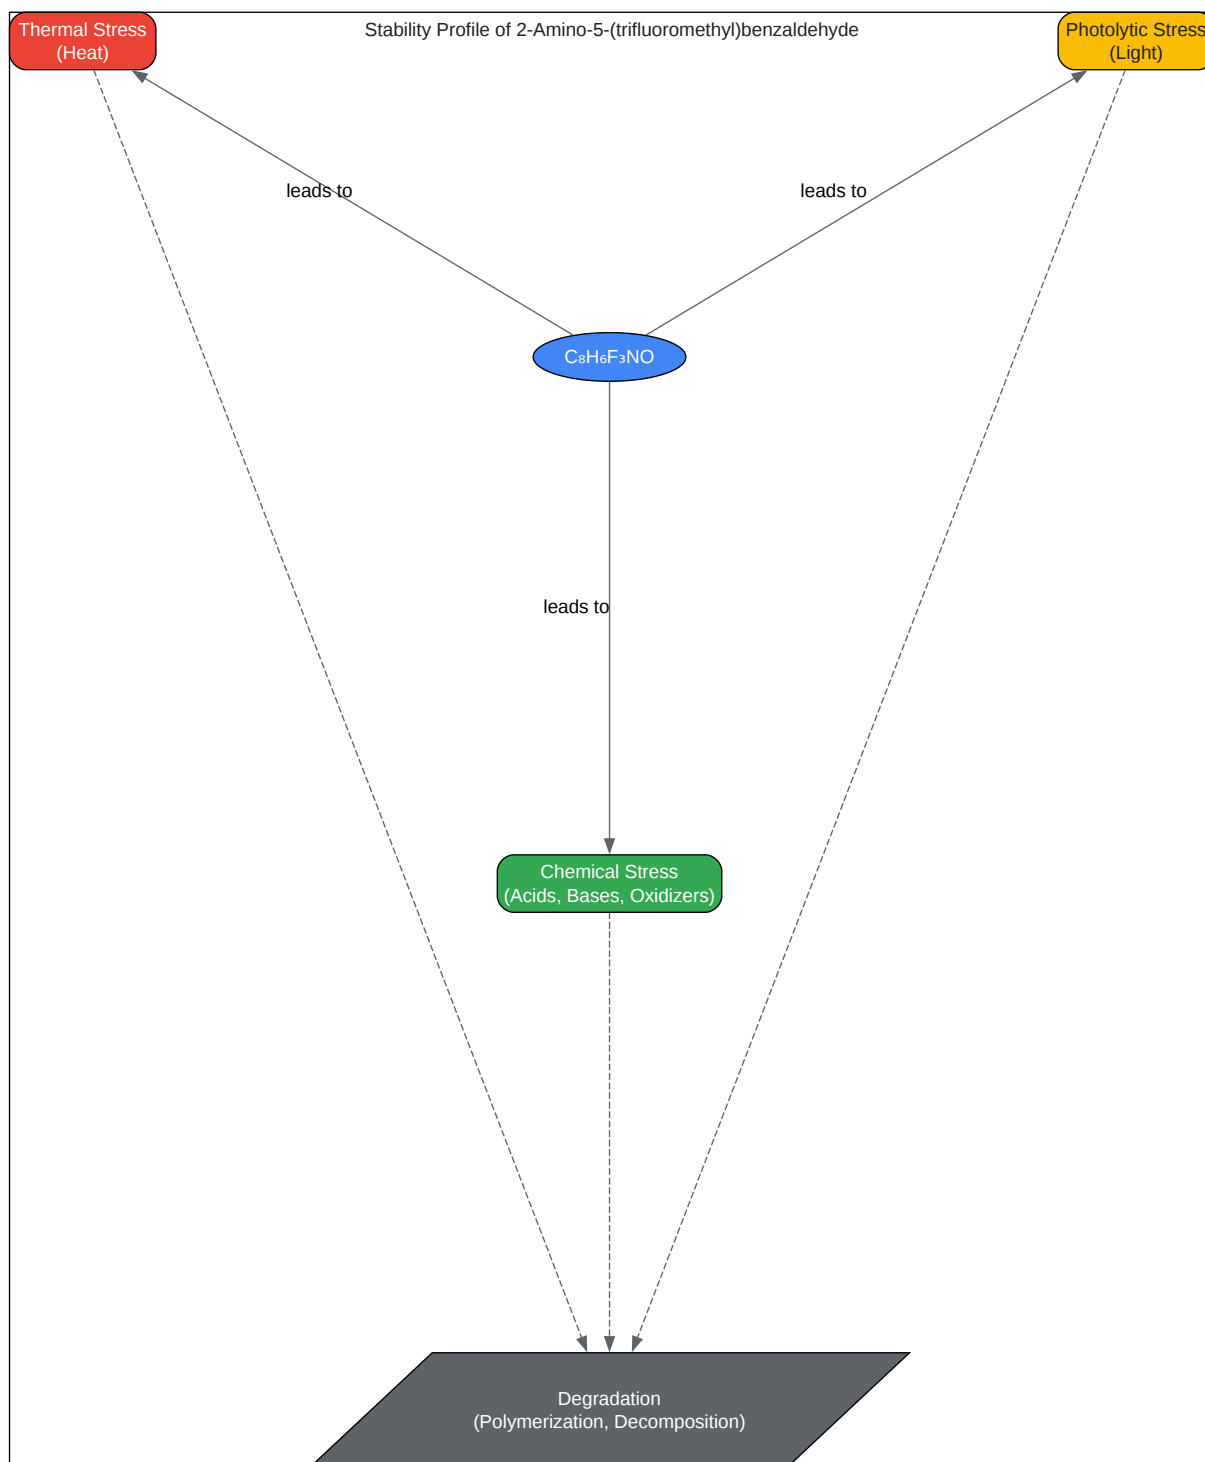 Thermal Stress
(Heat)
Stability Profile of 2-Amino-5-(trifluoromethyl)benzaldehyde
Photolytic Stress
(Light)
leads to
leads to
C₈H₆F₃NO
leads to
Chemical Stress
(Acids, Bases, Oxidizers)
Degradation
(Polymerization, Decomposition)